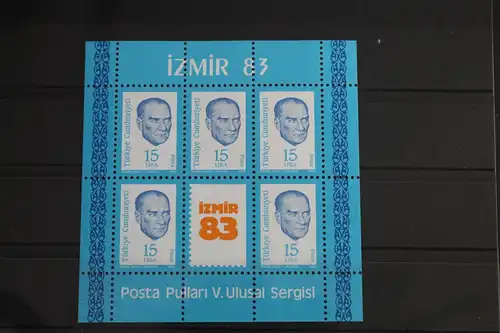 İZMİR 83
Türkiye Cumhuriyeti
15
LİRA
Türkiye Cumhuriyeti
15
LİRA
Türkiye Cumhuriyeti
15
LİRA
Türkiye Cumhuriyeti
15
LİRA
İZMİR
83
Türkiye Cumhuriyeti
15
LİRA
Posta Pulları V. Ulusal Sergisi